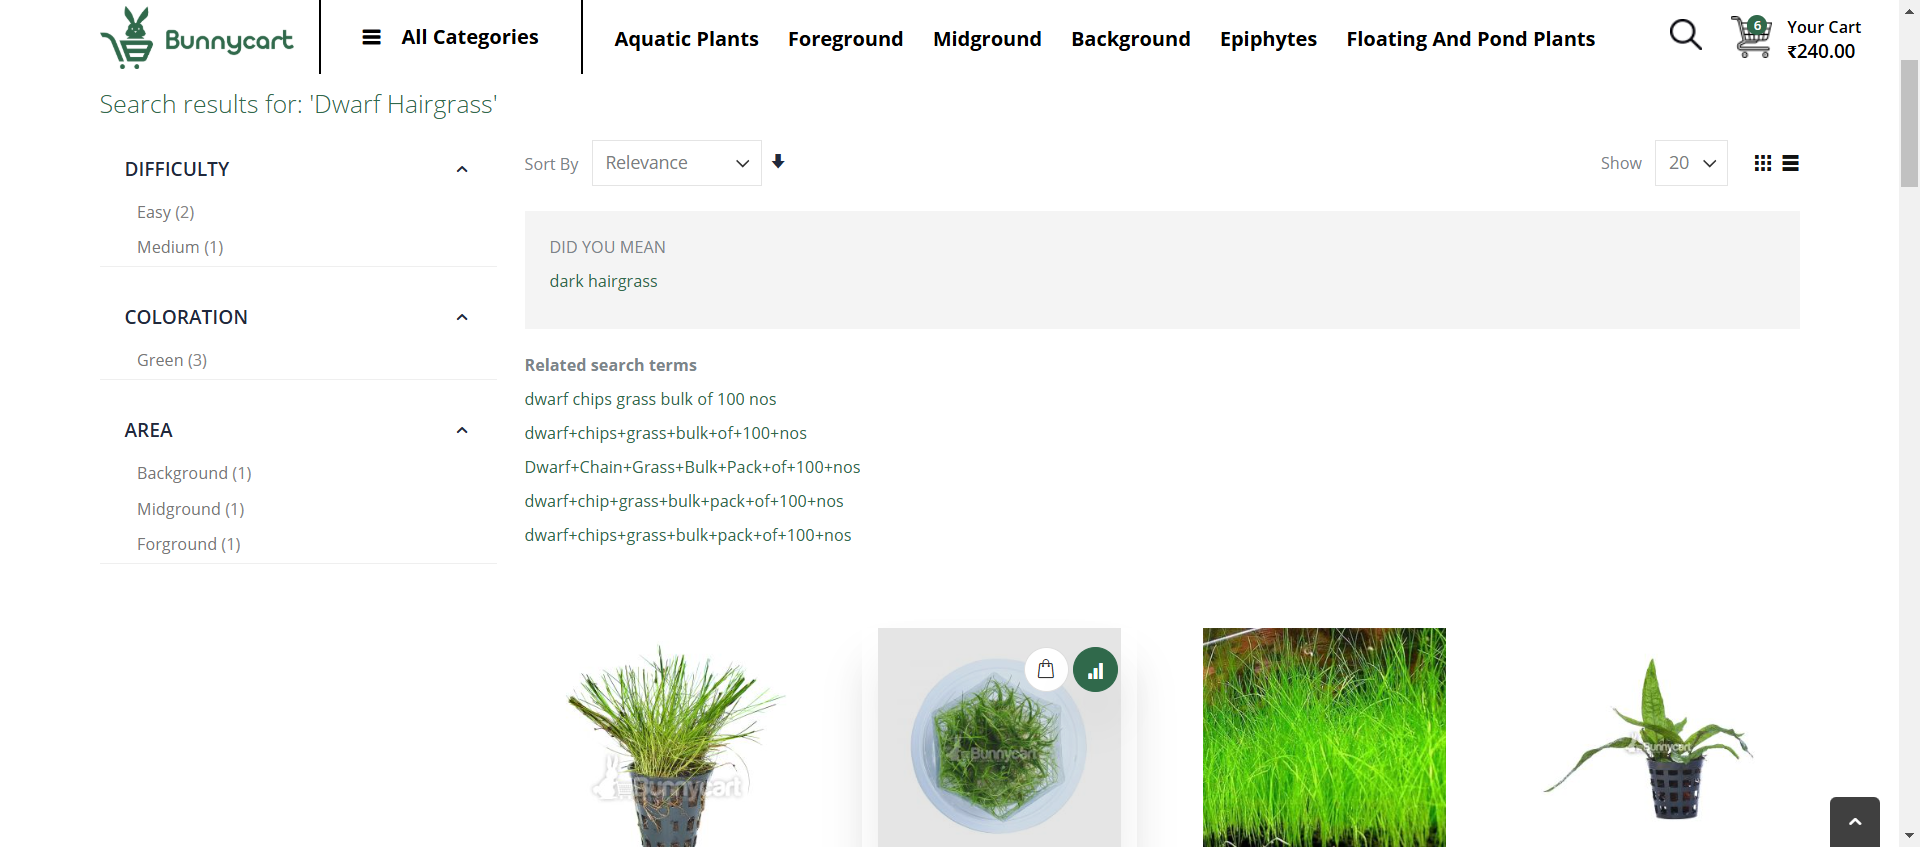 Bunnycart
All Categories
Aquatic Plants
Foreground
Midground
Background
Epiphytes
Floating And Pond Plants
6
Your Cart
₹240.00
Search results for: 'Dwarf Hairgrass'
DIFFICULTY
Easy (2)
Medium (1)
COLORATION
Green (3)
AREA
Background (1)
Midground (1)
Forground (1)
Sort By
Relevance
Show
20
DID YOU MEAN
dark hairgrass
Related search terms
dwarf chips grass bulk of 100 nos
dwarf+chips+grass+bulk+of+100+nos
Dwarf+Chain+Grass+Bulk+Pack+of+100+nos
dwarf+chip+grass+bulk+pack+of+100+nos
dwarf+chips+grass+bulk+pack+of+100+nos
Bunnycart
Bunnycart
Bunnycart